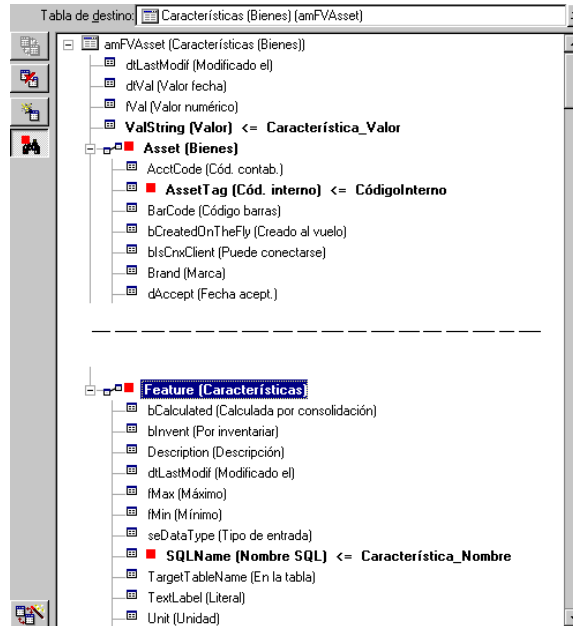 Tabla de destino: Características (Bienes) (amFVAsset)
amFVAsset (Características (Bienes))
dtLastModif (Modificado el)
dtVal (Valor fecha)
fVal (Valor numérico)
ValString (Valor) <= Característica_Valor
Asset (Bienes)
AcctCode (Cód. contab.)
AssetTag (Cód. interno) <= CódigoInterno
BarCode (Código barras)
bCreatedOnTheFly (Creado al vuelo)
bIsCnxClient (Puede conectarse)
Brand (Marca)
dAccept (Fecha acept.)
Feature (Características)
bCalculated (Calculada por consolidación)
bInvent (Por inventariar)
Description (Descripción)
dtLastModif (Modificado el)
fMax (Máximo)
fMin (Mínimo)
seDataType (Tipo de entrada)
SQLName (Nombre SQL) <= Característica_Nombre
TargetTableName (En la tabla)
TextLabel (Literal)
Unit (Unidad)